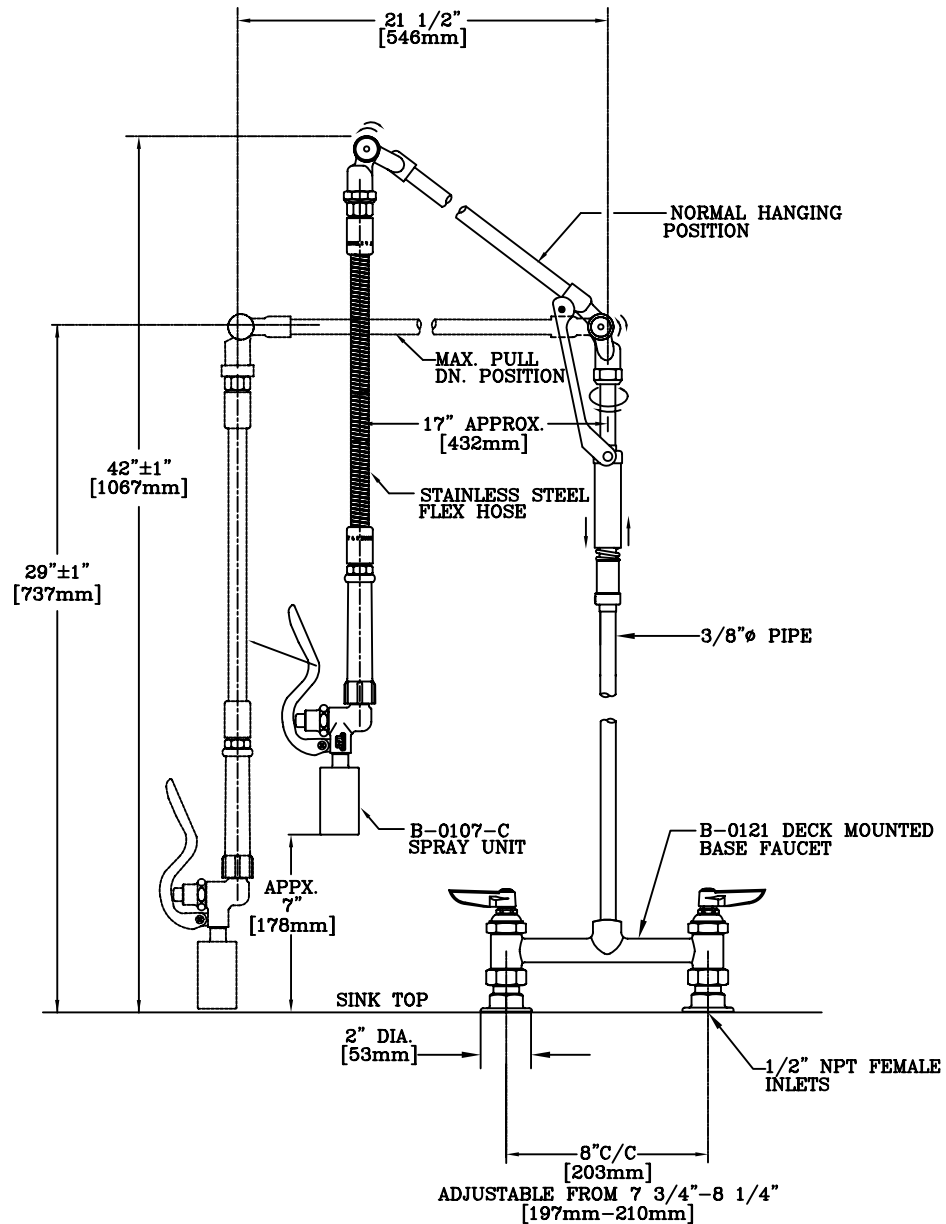 21 1/2"
[546mm]
NORMAL HANGING
POSITION
MAX. PULL
DN. POSITION
17" APPROX.
[432mm]
42"±1"
[1067mm]
STAINLESS STEEL
FLEX HOSE
29"±1"
[737mm]
3/8"ø PIPE
B-0107-C
SPRAY UNIT
B-0121 DECK MOUNTED
BASE FAUCET
APPX.
7"
[178mm]
SINK TOP
2" DIA.
[53mm]
1/2" NPT FEMALE
INLETS
8"C/C
[203mm]
ADJUSTABLE FROM 7 3/4"-8 1/4"
[197mm-210mm]